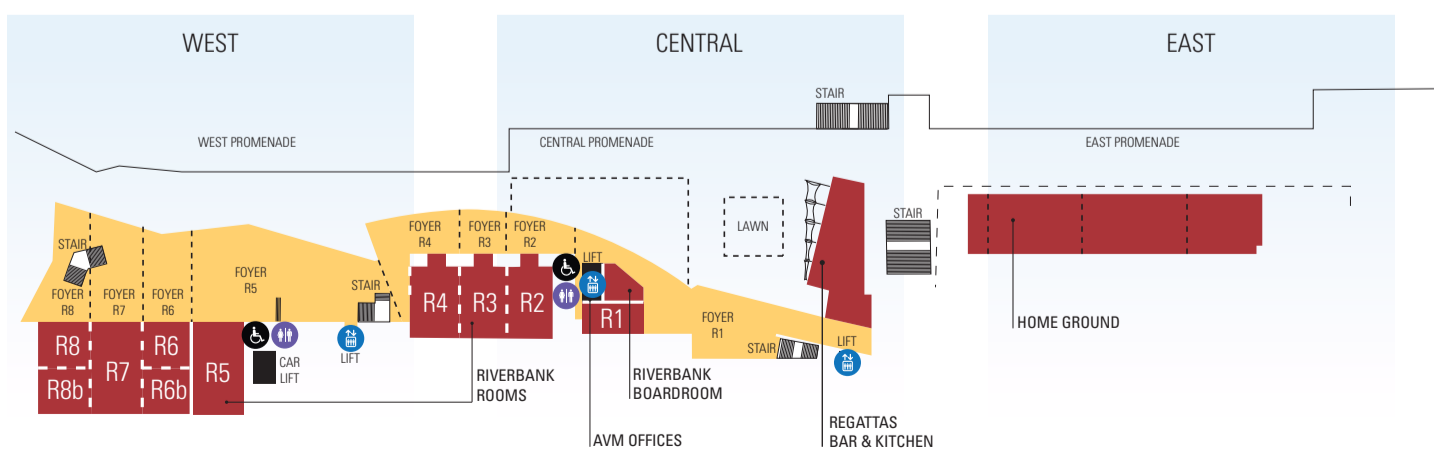 WEST
CENTRAL
EAST
STAIR
WEST PROMENADE
CENTRAL PROMENADE
EAST PROMENADE
STAIR
FOYER
R8
FOYER
R7
FOYER
R6
FOYER
R5
STAIR
FOYER
R4
FOYER
R3
FOYER
R2
LIFT
LAWN
STAIR
R8
R8b
R7
R6
R6b
R5
CAR
LIFT
LIFT
R4
R3
R2
R1
FOYER
R1
STAIR
LIFT
HOME GROUND
RIVERBANK
ROOMS
RIVERBANK
BOARDROOM
AVM OFFICES
REGATTAS
BAR & KITCHEN